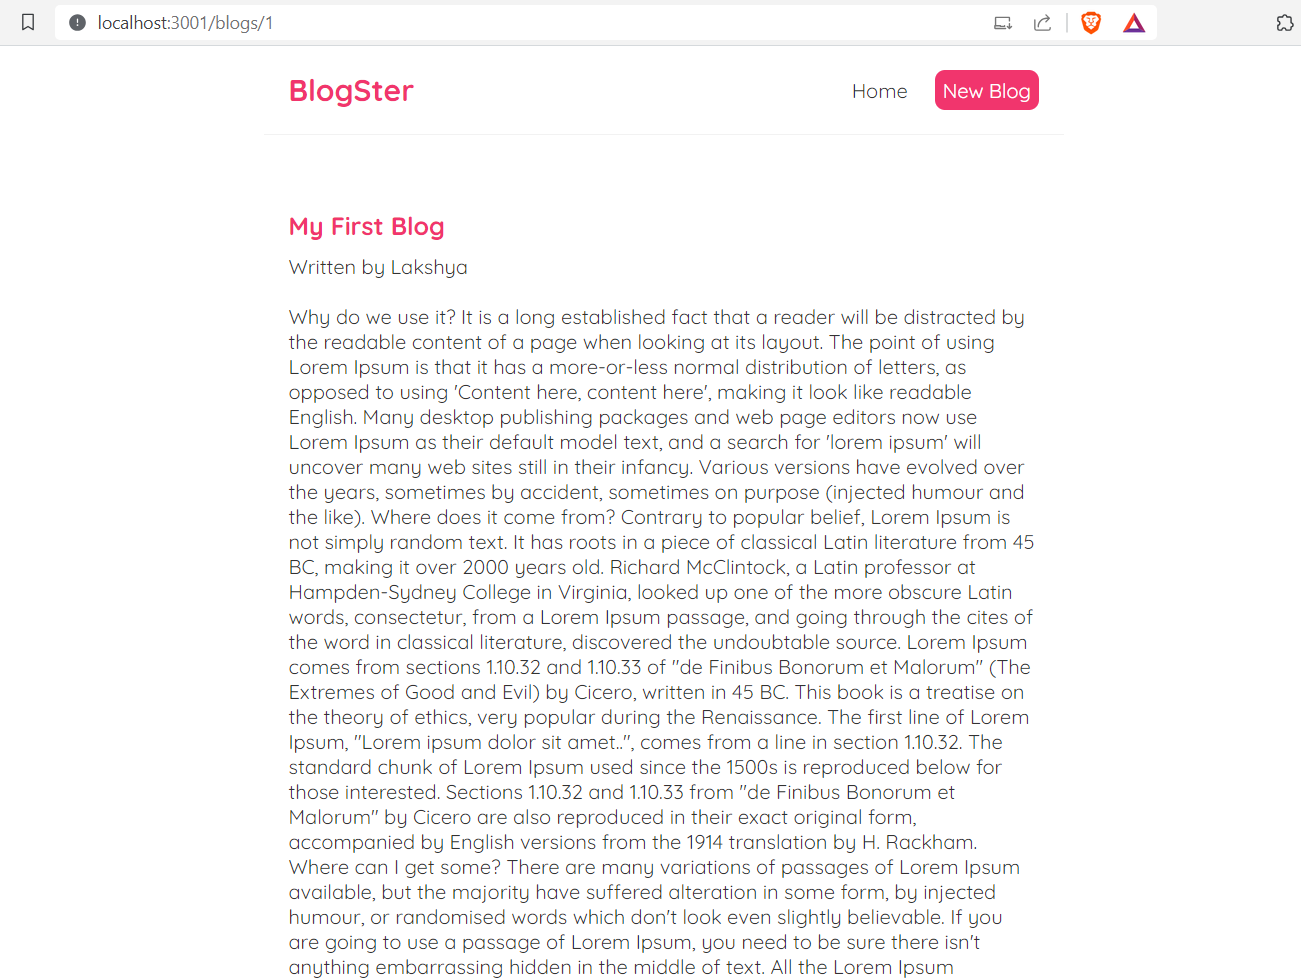 localhost:3001/blogs/1
BlogSter
Home
New Blog
My First Blog
Written by Lakshya
Why do we use it? It is a long established fact that a reader will be distracted by
the readable content of a page when looking at its layout. The point of using
Lorem Ipsum is that it has a more-or-less normal distribution of letters, as
opposed to using 'Content here, content here', making it look like readable
English. Many desktop publishing packages and web page editors now use
Lorem Ipsum as their default model text, and a search for 'lorem ipsum' will
uncover many web sites still in their infancy. Various versions have evolved over
the years, sometimes by accident, sometimes on purpose (injected humour and
the like). Where does it come from? Contrary to popular belief, Lorem Ipsum is
not simply random text. It has roots in a piece of classical Latin literature from 45
BC, making it over 2000 years old. Richard McClintock, a Latin professor at
Hampden-Sydney College in Virginia, looked up one of the more obscure Latin
words, consectetur, from a Lorem Ipsum passage, and going through the cites of
the word in classical literature, discovered the undoubtable source. Lorem Ipsum
comes from sections 1.10.32 and 1.10.33 of "de Finibus Bonorum et Malorum" (The
Extremes of Good and Evil) by Cicero, written in 45 BC. This book is a treatise on
the theory of ethics, very popular during the Renaissance. The first line of Lorem
Ipsum, "Lorem ipsum dolor sit amet..", comes from a line in section 1.10.32. The
standard chunk of Lorem Ipsum used since the 1500s is reproduced below for
those interested. Sections 1.10.32 and 1.10.33 from "de Finibus Bonorum et
Malorum" by Cicero are also reproduced in their exact original form,
accompanied by English versions from the 1914 translation by H. Rackham.
Where can I get some? There are many variations of passages of Lorem Ipsum
available, but the majority have suffered alteration in some form, by injected
humour, or randomised words which don't look even slightly believable. If you
are going to use a passage of Lorem Ipsum, you need to be sure there isn't
anything embarrassing hidden in the middle of text. All the Lorem Ipsum